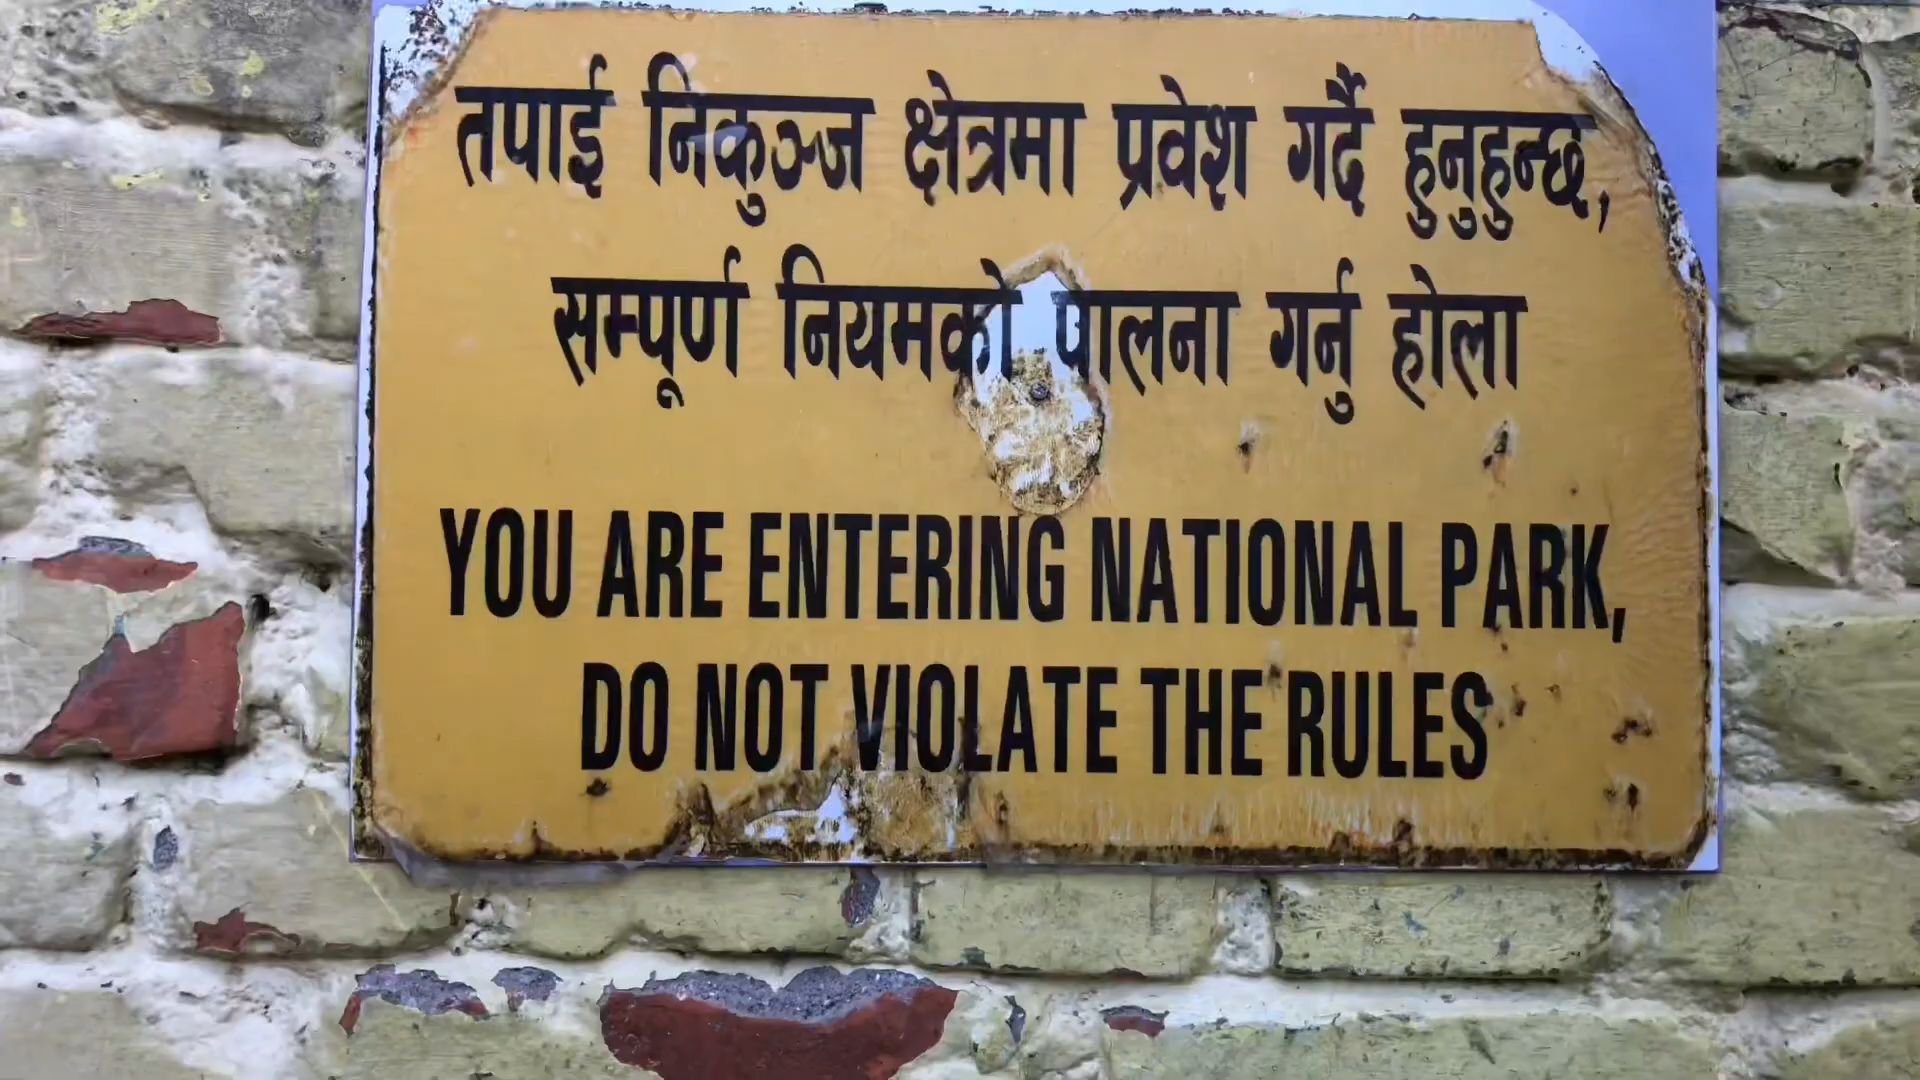 तपाई निकुञ्ज क्षेत्रमा प्रवेश गर्दै हुनुहुन्छ,
सम्पूर्ण नियमको पालना गर्नु होला
YOU ARE ENTERING NATIONAL PARK,
DO NOT VIOLATE THE RULES